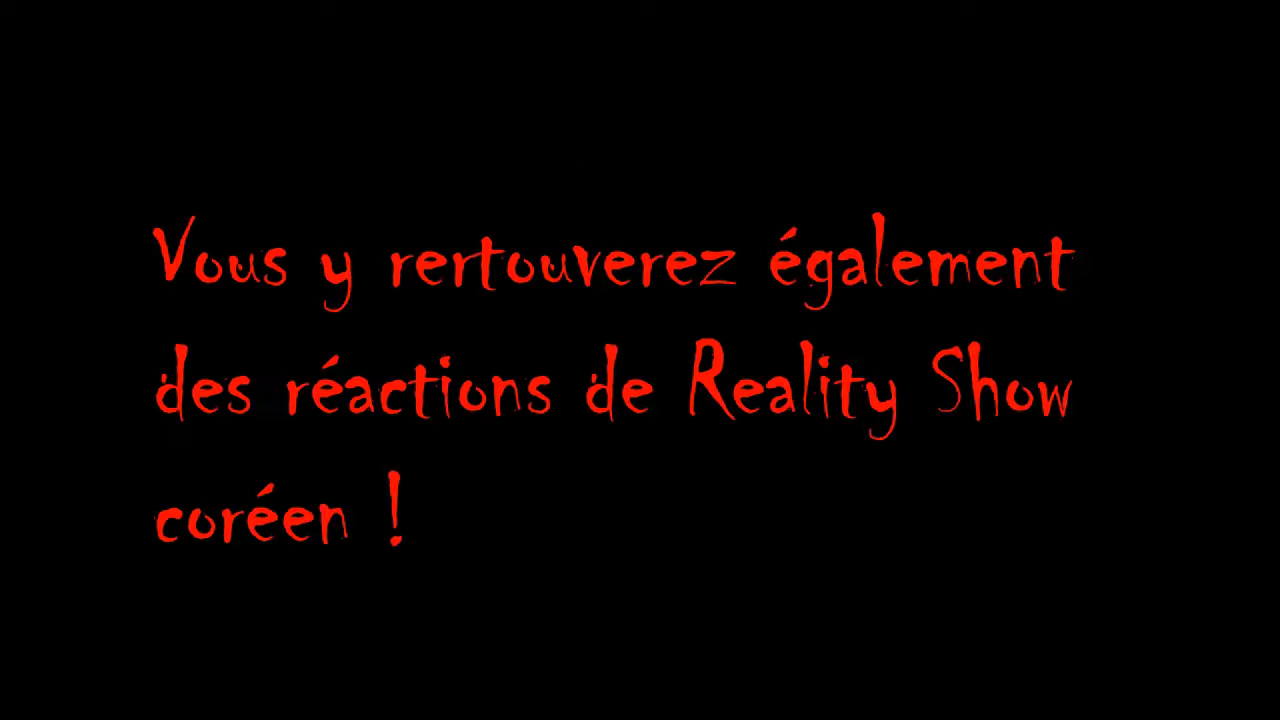 Vous y rertouverez également
des réactions de Reality Show
coréen !